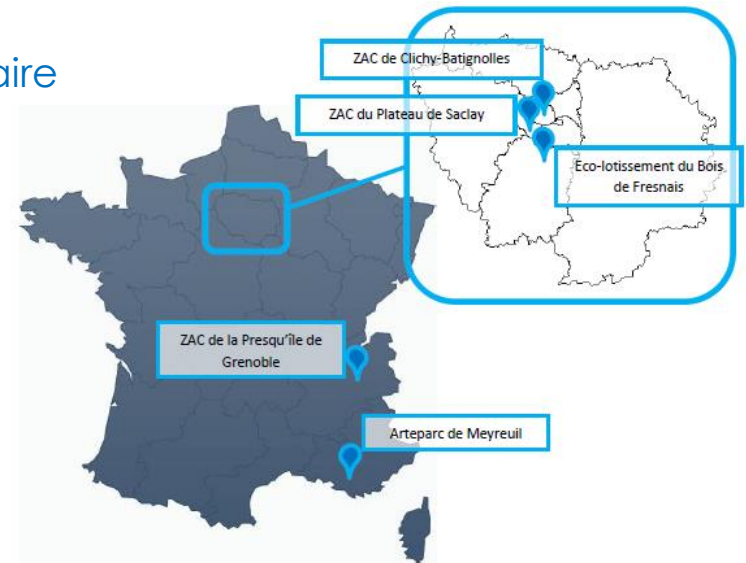 aire
ZAC de Clichy-Batignolles
ZAC du Plateau de Saclay
Eco-lotissement du Bois
de Fresnais
ZAC de la Presqu'île de
Grenoble
Arteparc de Meyreuil